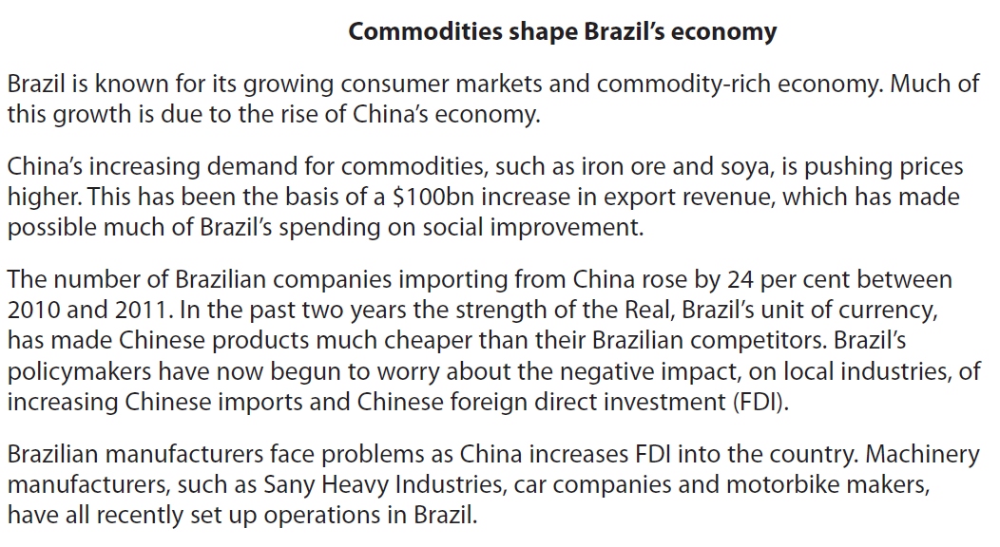 Commodities shape Brazil's economy
Brazil is known for its growing consumer markets and commodity-rich economy. Much of
this growth is due to the rise of China's economy.
China's increasing demand for commodities, such as iron ore and soya, is pushing prices
higher. This has been the basis of a $100bn increase in export revenue, which has made
possible much of Brazil's spending on social improvement.
The number of Brazilian companies importing from China rose by 24 per cent between
2010 and 2011. In the past two years the strength of the Real, Brazil's unit of currency,
has made Chinese products much cheaper than their Brazilian competitors. Brazil's
policymakers have now begun to worry about the negative impact, on local industries, of
increasing Chinese imports and Chinese foreign direct investment (FDI).
Brazilian manufacturers face problems as China increases FDI into the country. Machinery
manufacturers, such as Sany Heavy Industries, car companies and motorbike makers,
have all recently set up operations in Brazil.